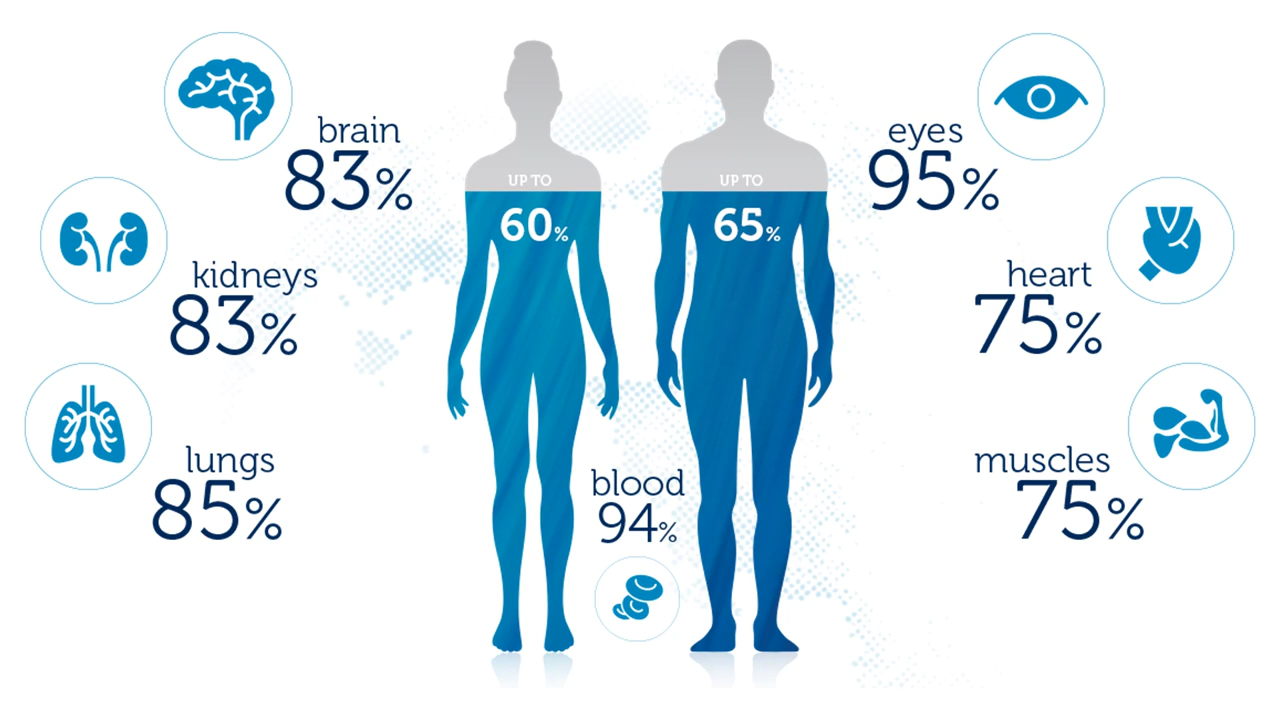 brain
83%
kidneys
83%
lungs
85%
UP TO
60%
UP TO
65%
blood
94%
eyes
95%
heart
75%
muscles
75%